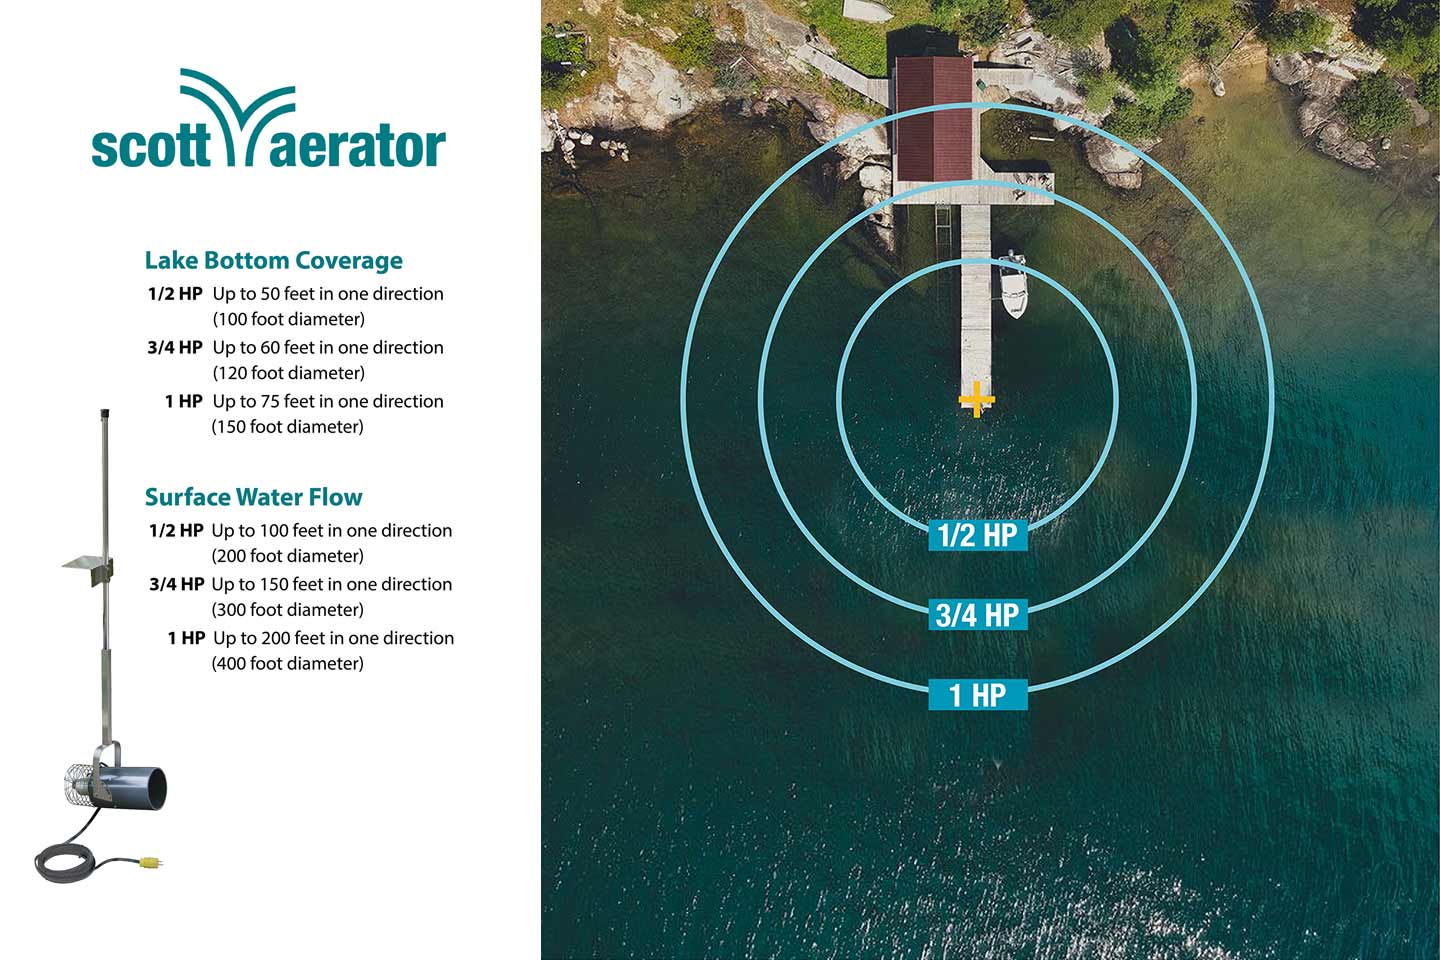 scott aerator
Lake Bottom Coverage
1/2 HP Up to 50 feet in one direction
(100 foot diameter)
3/4 HP Up to 60 feet in one direction
(120 foot diameter)
1 HP Up to 75 feet in one direction
(150 foot diameter)
Surface Water Flow
1/2 HP Up to 100 feet in one direction
(200 foot diameter)
3/4 HP Up to 150 feet in one direction
(300 foot diameter)
1 HP Up to 200 feet in one direction
(400 foot diameter)
1/2 HP
3/4 HP
1 HP